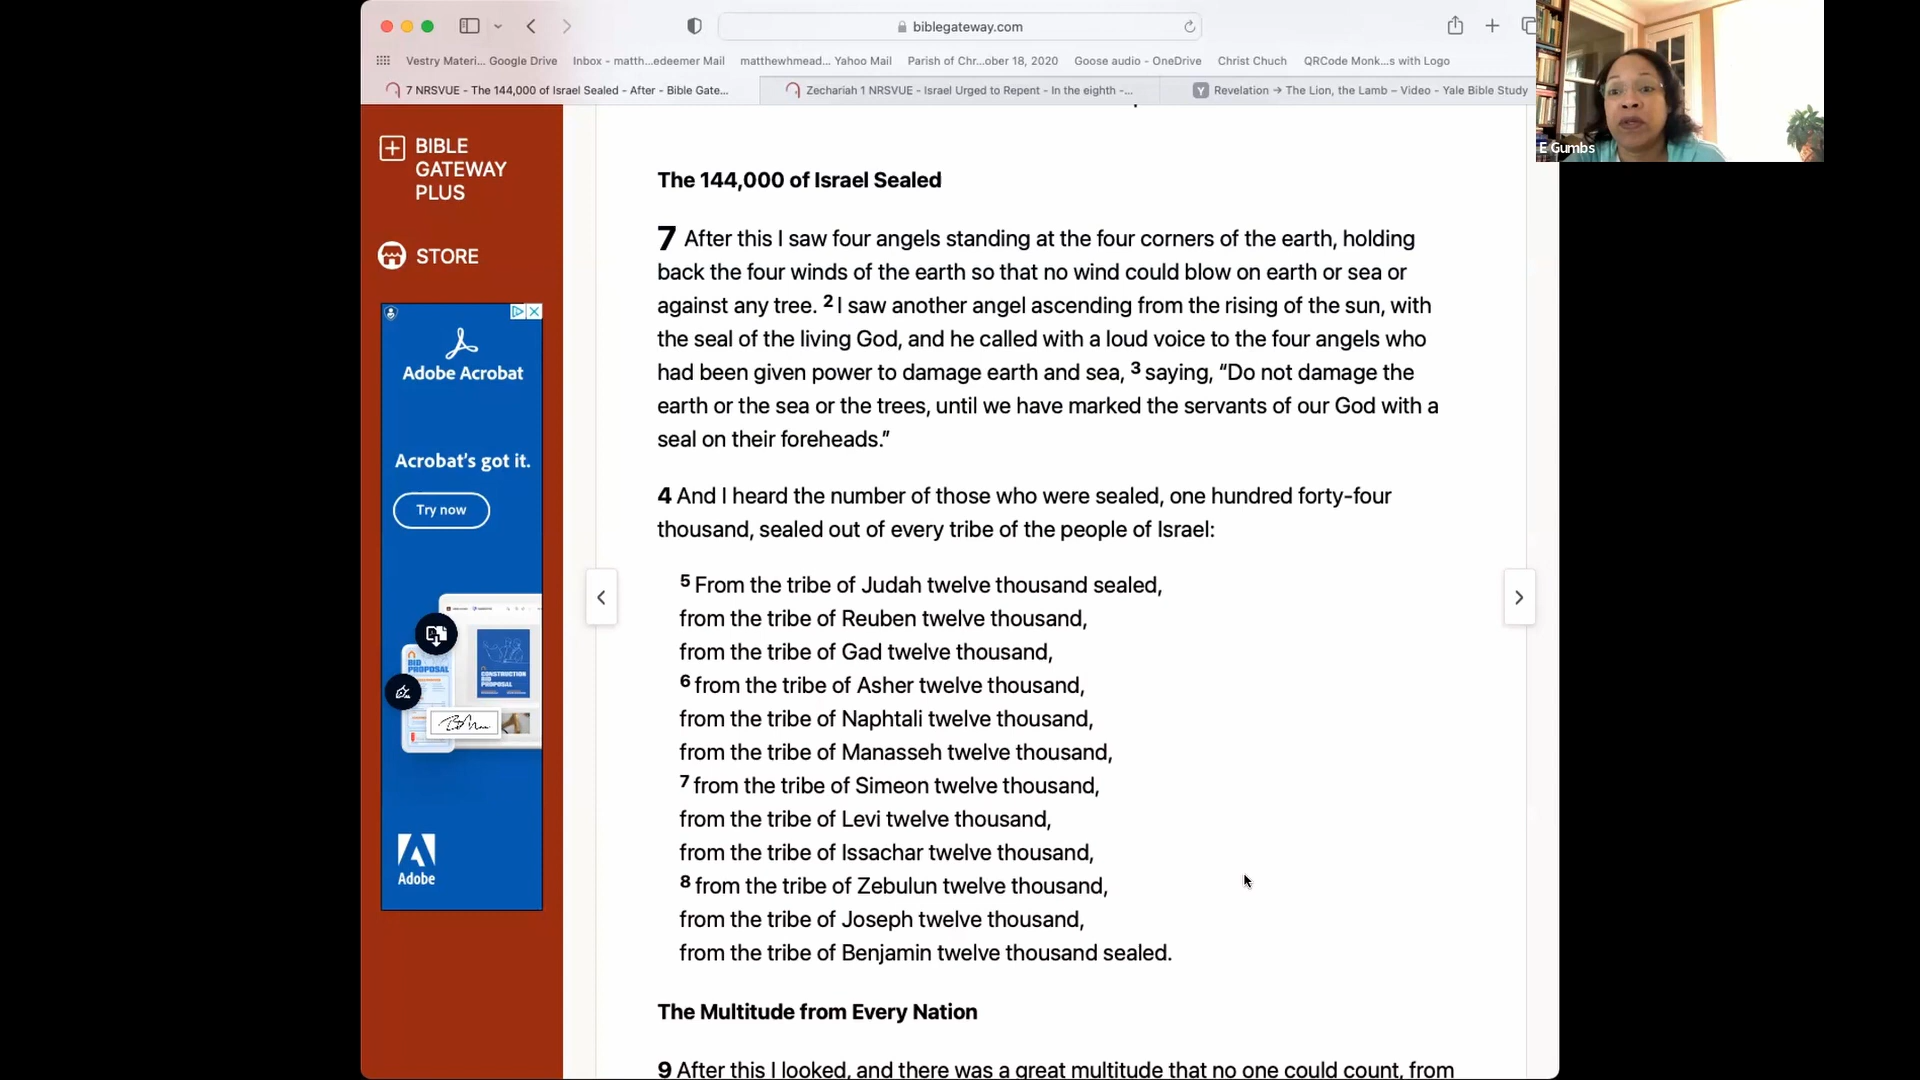 biblegateway.com
Vestry Materi... Google Drive
Inbox - matth...edeemer Mail
matthewhmead... Yahoo Mail
Parish of Chr...ober 18, 2020
Goose audio - OneDrive
Christ Chuch
QRCode Monk...s with Logo
7 NRSVUE - The 144,000 of Israel Sealed - After - Bible Gate...
Zechariah 1 NRSVUE - Israel Urged to Repent - In the eighth -...
Y Revelation → The Lion, the Lamb – Video - Yale Bible Study
E Gumbs
BIBLE
GATEWAY
PLUS
STORE
Adobe Acrobat
Acrobat's got it.
Try now
BID
PROPOSAL
CONSTRUCTION
BID
PROPOSAL
Adobe
The 144,000 of Israel Sealed
7 After this I saw four angels standing at the four corners of the earth, holding
back the four winds of the earth so that no wind could blow on earth or sea or
against any tree. 2 I saw another angel ascending from the rising of the sun, with
the seal of the living God, and he called with a loud voice to the four angels who
had been given power to damage earth and sea, 3 saying, “Do not damage the
earth or the sea or the trees, until we have marked the servants of our God with a
seal on their foreheads.”
4 And I heard the number of those who were sealed, one hundred forty-four
thousand, sealed out of every tribe of the people of Israel:
5 From the tribe of Judah twelve thousand sealed,
from the tribe of Reuben twelve thousand,
from the tribe of Gad twelve thousand,
6 from the tribe of Asher twelve thousand,
from the tribe of Naphtali twelve thousand,
from the tribe of Manasseh twelve thousand,
7 from the tribe of Simeon twelve thousand,
from the tribe of Levi twelve thousand,
from the tribe of Issachar twelve thousand,
8 from the tribe of Zebulun twelve thousand,
from the tribe of Joseph twelve thousand,
from the tribe of Benjamin twelve thousand sealed.
The Multitude from Every Nation
9 After this I looked, and there was a great multitude that no one could count, from